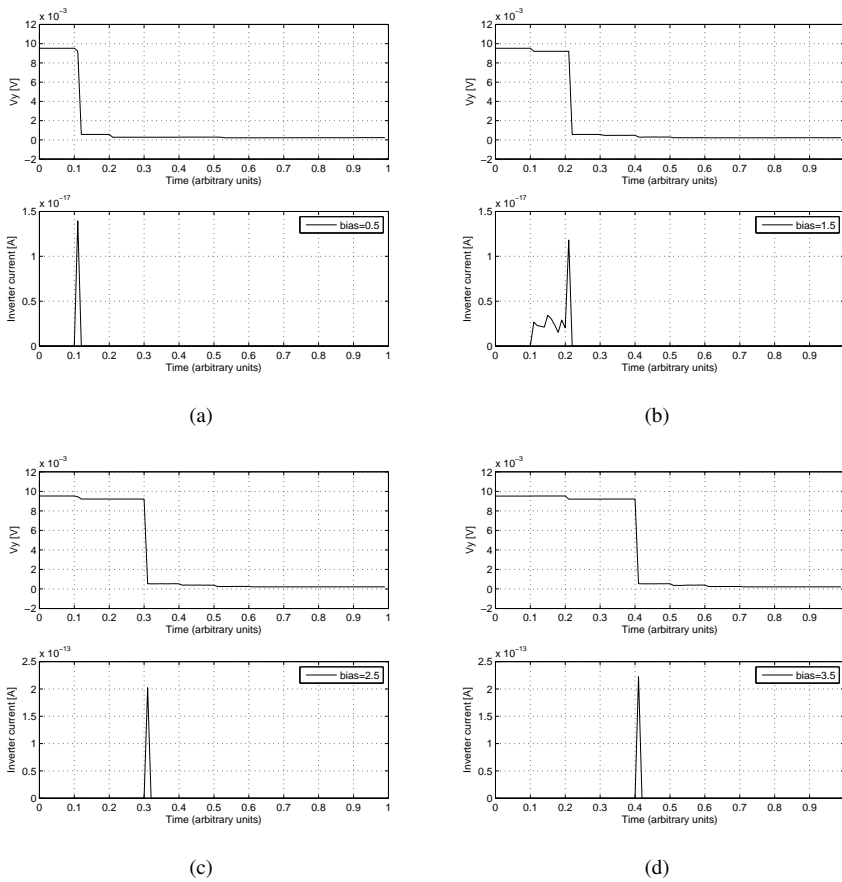 x 10−3
12
10
8
6
4
2
0
−2
Vy [V]
0 0.1 0.2 0.3 0.4 0.5 0.6 0.7 0.8 0.9 1
Time (arbitrary units)
x 10−17
1.5
1
0.5
0
Inverter current [A]
bias=0.5
0 0.1 0.2 0.3 0.4 0.5 0.6 0.7 0.8 0.9 1
Time (arbitrary units)
(a)
x 10−3
12
10
8
6
4
2
0
−2
Vy [V]
0 0.1 0.2 0.3 0.4 0.5 0.6 0.7 0.8 0.9
Time (arbitrary units)
x 10−17
1.5
1
0.5
0
Inverter current [A]
bias=1.5
0 0.1 0.2 0.3 0.4 0.5 0.6 0.7 0.8 0.9
Time (arbitrary units)
(b)
x 10−3
12
10
8
6
4
2
0
−2
Vy [V]
0 0.1 0.2 0.3 0.4 0.5 0.6 0.7 0.8 0.9 1
Time (arbitrary units)
x 10−13
2.5
2
1.5
1
0.5
0
Inverter current [A]
bias=2.5
0 0.1 0.2 0.3 0.4 0.5 0.6 0.7 0.8 0.9 1
Time (arbitrary units)
(c)
x 10−3
12
10
8
6
4
2
0
−2
Vy [V]
0 0.1 0.2 0.3 0.4 0.5 0.6 0.7 0.8 0.9
Time (arbitrary units)
x 10−13
2.5
2
1.5
1
0.5
0
Inverter current [A]
bias=3.5
0 0.1 0.2 0.3 0.4 0.5 0.6 0.7 0.8 0.9
Time (arbitrary units)
(d)